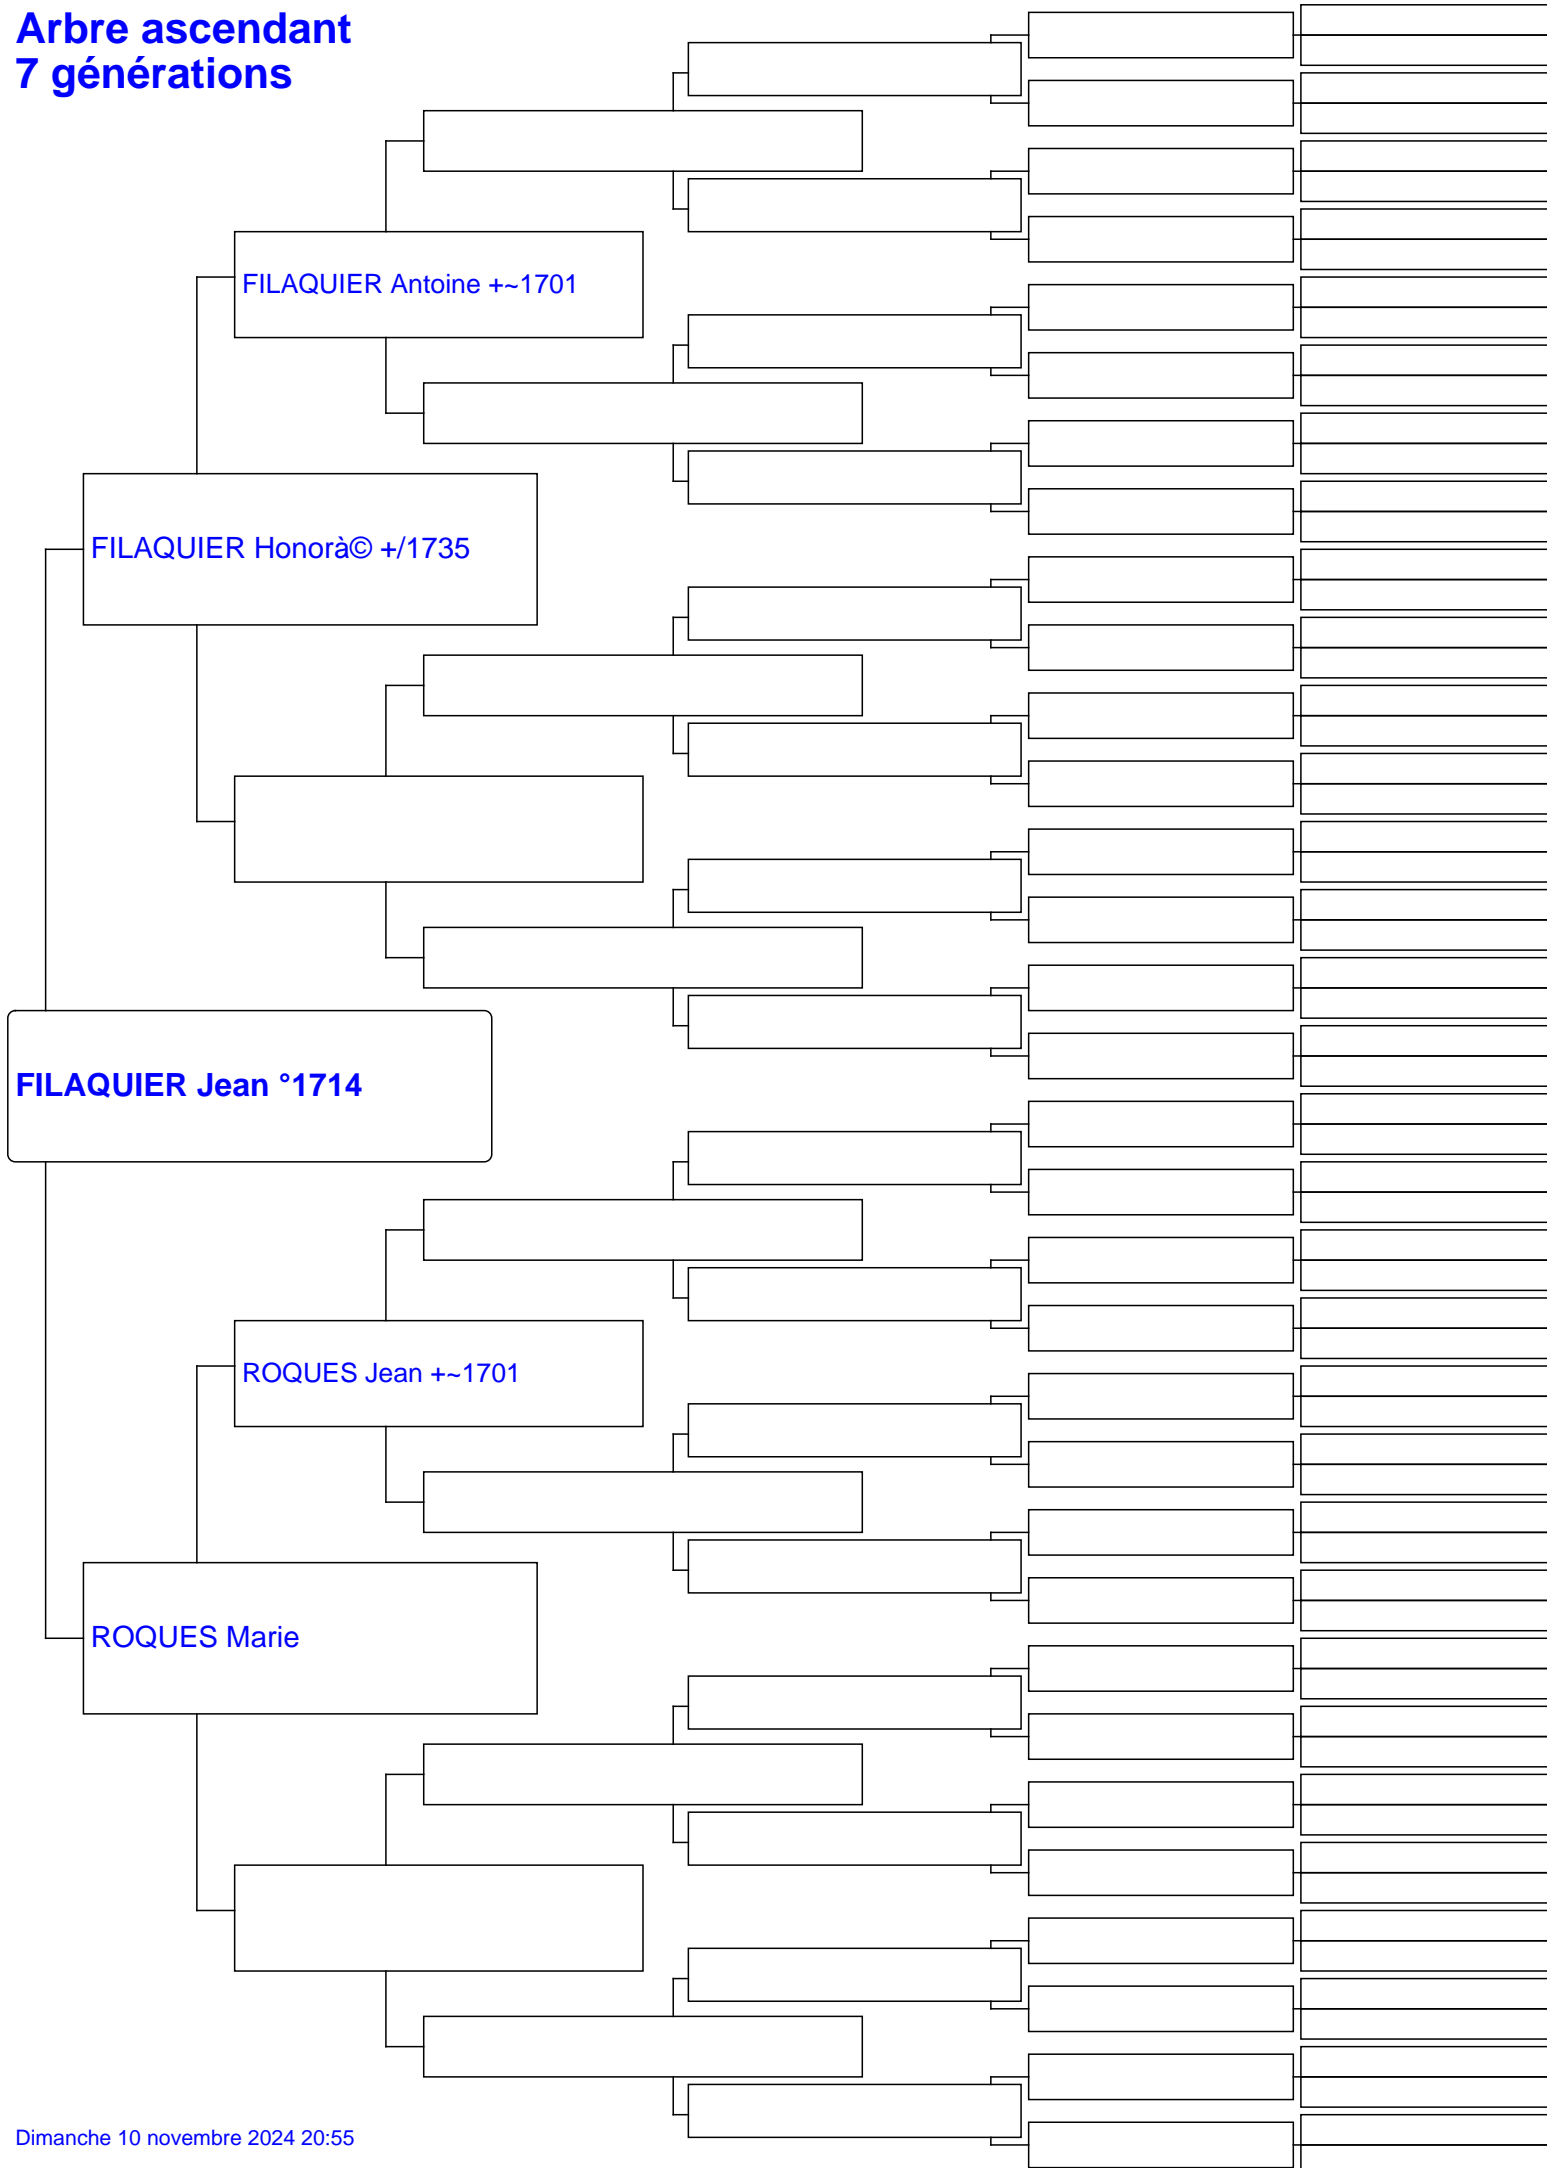 Arbre ascendant
7 générations
FILAQUIER Antoine +~1701
FILAQUIER Honorà© +/1735
FILAQUIER Jean °1714
ROQUES Jean +~1701
ROQUES Marie
Dimanche 10 novembre 2024 20:55